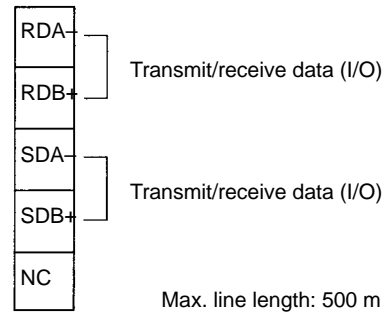 RDA-
Transmit/receive data (I/O)
RDB+
SDA-
Transmit/receive data (I/O)
SDB+
NC
Max. line length: 500 m